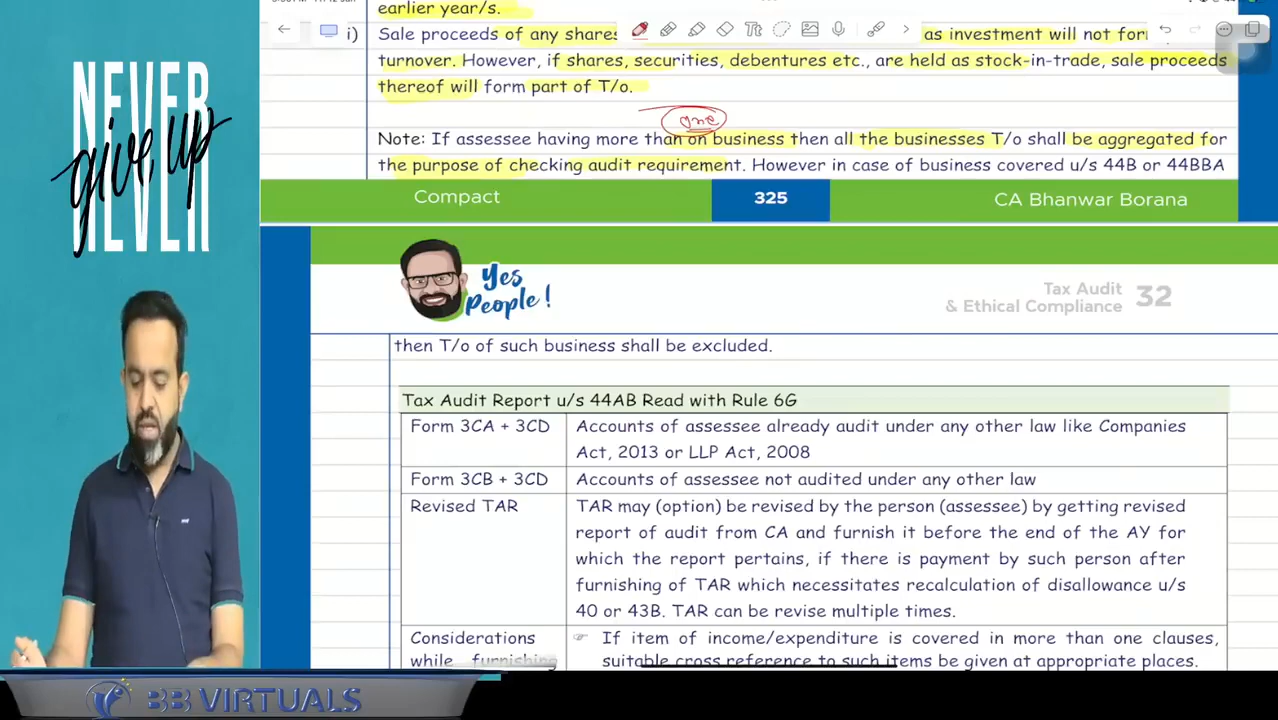 earlier year/s.
i) Sale proceeds of any shares as investment will not for
turnover. However, if shares, securities, debentures etc., are held as stock-in-trade, sale proceeds
thereof will form part of T/o.
one
Note: If assessee having more than on business then all the businesses T/o shall be aggregated for
the purpose of checking audit requirement. However in case of business covered u/s 44B or 44BBA
Compact 325 CA Bhanwar Borana
NEVER
give up
NEVER
Yes
People !
Tax Audit
& Ethical Compliance 32
then T/o of such business shall be excluded.
Tax Audit Report u/s 44AB Read with Rule 6G
Form 3CA + 3CD Accounts of assessee already audit under any other law like Companies
Act, 2013 or LLP Act, 2008
Form 3CB + 3CD Accounts of assessee not audited under any other law
Revised TAR TAR may (option) be revised by the person (assessee) by getting revised
report of audit from CA and furnish it before the end of the AY for
which the report pertains, if there is payment by such person after
furnishing of TAR which necessitates recalculation of disallowance u/s
40 or 43B. TAR can be revise multiple times.
Considerations ☞ If item of income/expenditure is covered in more than one clauses,
while furnishing suitable cross reference to such items be given at appropriate places.
BB VIRTUALS